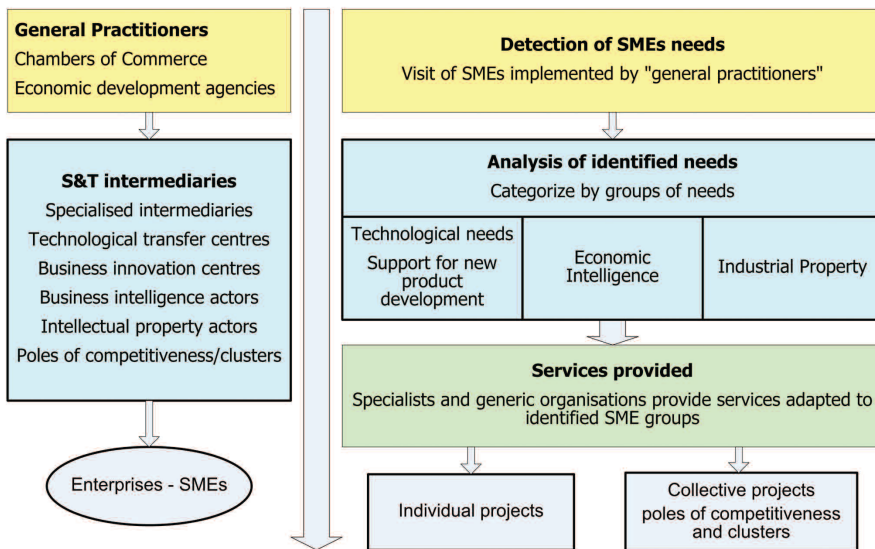 General Practitioners
Chambers of Commerce
Economic development agencies
S&T intermediaries
Specialised intermediaries
Technological transfer centres
Business innovation centres
Business intelligence actors
Intellectual property actors
Poles of competitiveness/clusters
Enterprises - SMEs
Detection of SMEs needs
Visit of SMEs implemented by "general practitioners"
Analysis of identified needs
Categorize by groups of needs
Technological needs
Support for new
product
development
Economic
Intelligence
Industrial Property
Services provided
Specialists and generic organisations provide services adapted to
identified SME groups
Individual projects
Collective projects
poles of competitiveness
and clusters